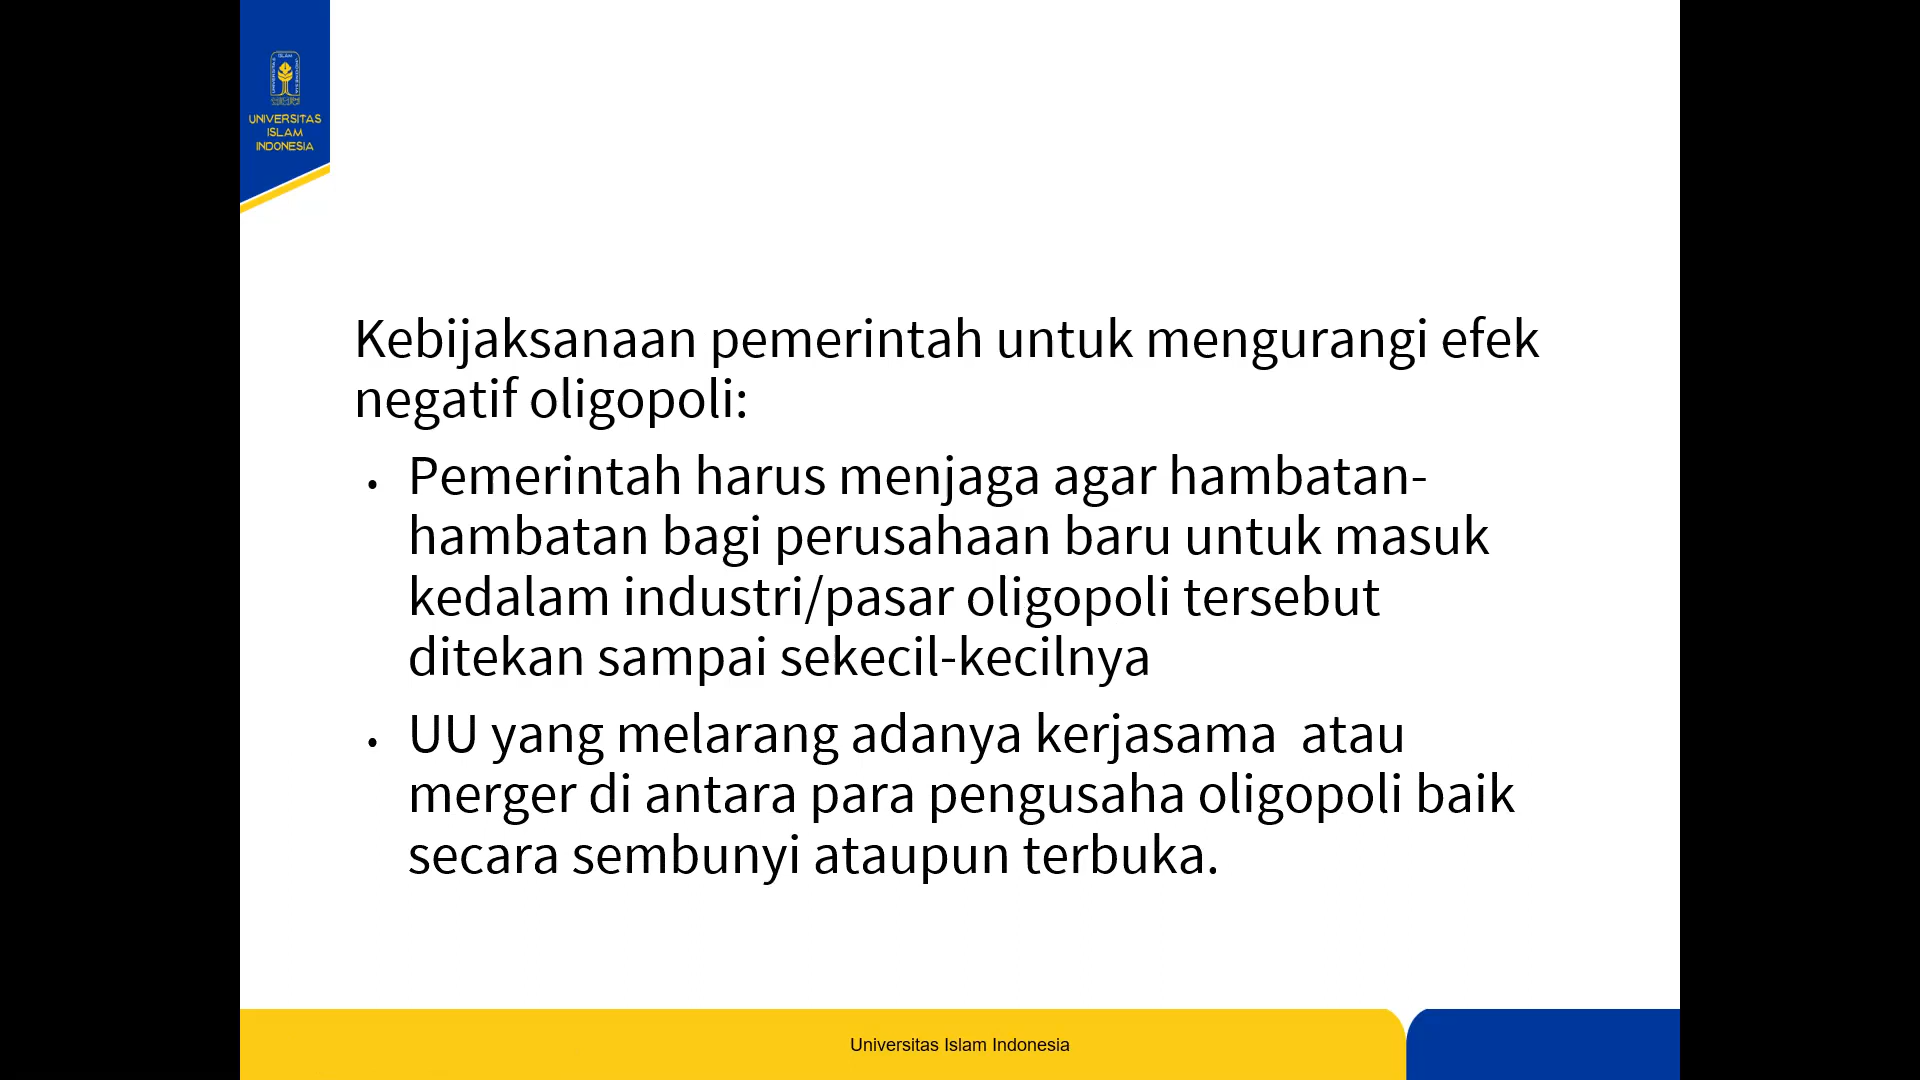 UNIVERSITAS
ISLAM
INDONESIA
Kebijaksanaan pemerintah untuk mengurangi efek
negatif oligopoli:
• Pemerintah harus menjaga agar hambatan-
hambatan bagi perusahaan baru untuk masuk
kedalam industri/pasar oligopoli tersebut
ditekan sampai sekecil-kecilnya
• UU yang melarang adanya kerjasama  atau
merger di antara para pengusaha oligopoli baik
secara sembunyi ataupun terbuka.
Universitas Islam Indonesia